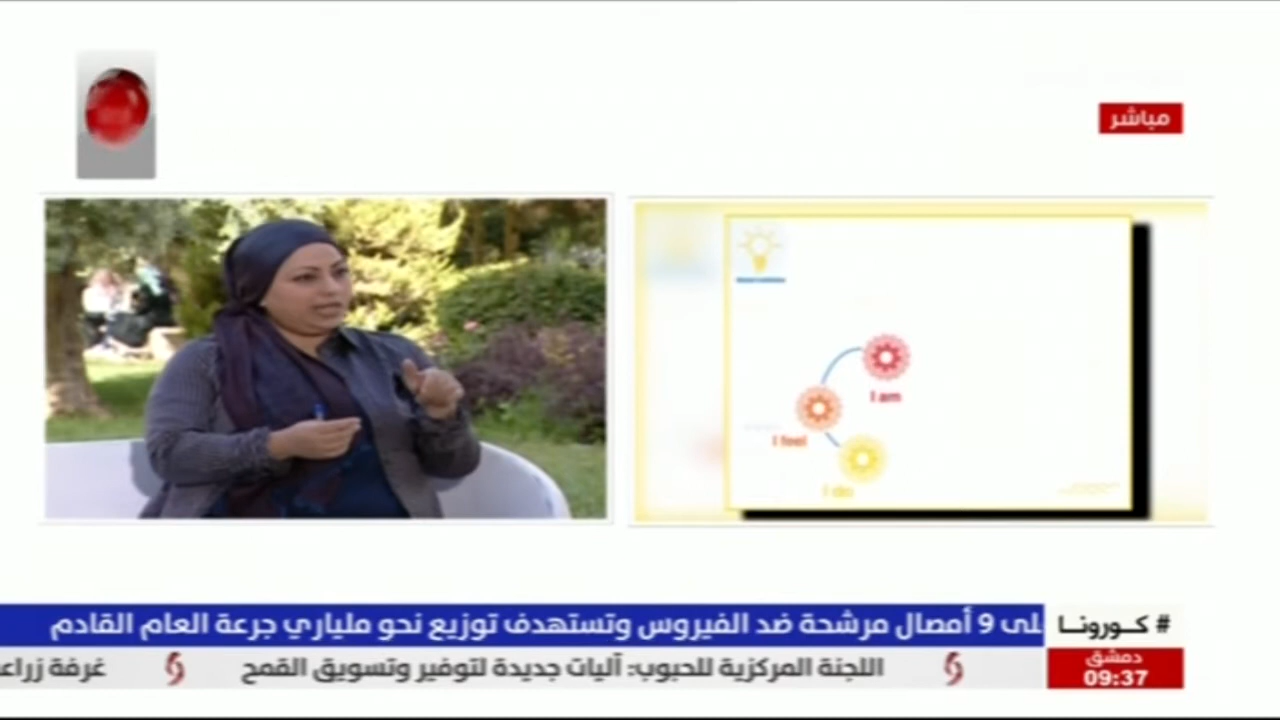 مباشر
I am
I feel
I do
# كـورونـا
لى 9 أمصال مرشحة ضد الفيروس وتستهدف توزيع نحو ملياري جرعة العام القادم
دمشق
اللجنة المركزية للحبوب: آليات جديدة لتوفير وتسويق القمح
غرفة زراعـ
09:37